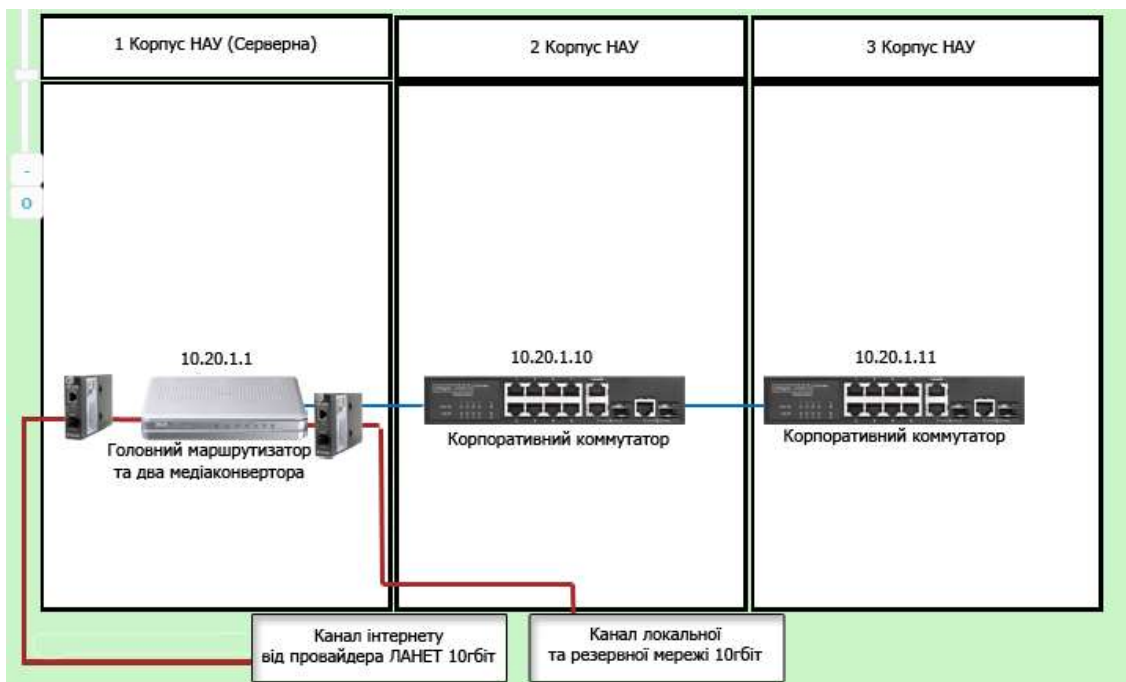 1 Корпус НАУ (Серверна)
2 Корпус НАУ
3 Корпус НАУ
-
0
10.20.1.1
10.20.1.10
10.20.1.11
Головний маршрутизатор
та два медіаконвертора
Корпоративний коммутатор
Корпоративний коммутатор
Канал інтернету
від провайдера ЛАНЕТ 10гбіт
Канал локальної
та резервної мережі 10гбіт